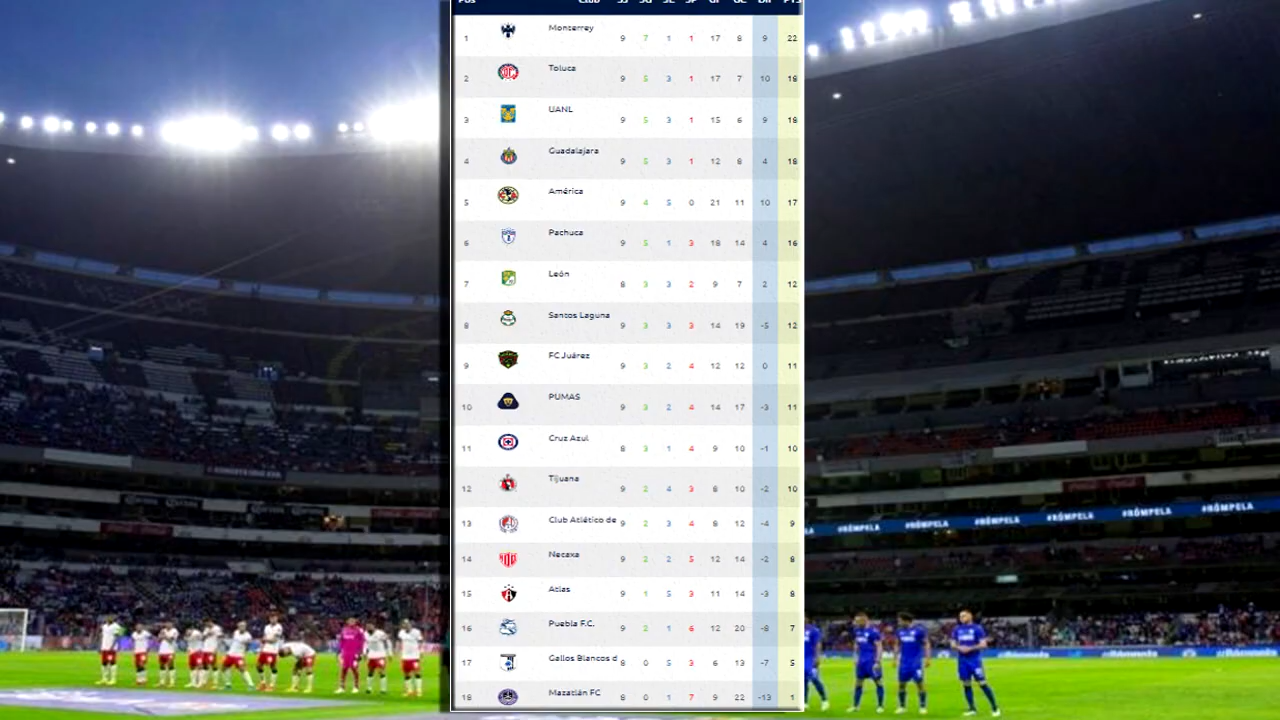 Pos Club JJ JG JE JP GF GC Dif PTS
1 Monterrey 9 7 1 1 17 8 9 22
2 Toluca 9 5 3 1 17 7 10 18
3 UANL 9 5 3 1 15 6 9 18
4 Guadalajara 9 5 3 1 12 8 4 18
5 América 9 4 5 0 21 11 10 17
6 Pachuca 9 5 1 3 18 14 4 16
7 León 8 3 3 2 9 7 2 12
8 Santos Laguna 9 3 3 3 14 19 -5 12
9 FC Juárez 9 3 2 4 12 12 0 11
10 PUMAS 9 3 2 4 14 17 -3 11
11 Cruz Azul 8 3 1 4 9 10 -1 10
12 Tijuana 9 2 4 3 8 10 -2 10
13 Club Atlético de 9 2 3 4 8 12 -4 9
14 Necaxa 9 2 2 5 12 14 -2 8
15 Atlas 9 1 5 3 11 14 -3 8
16 Puebla F.C. 9 2 1 6 12 20 -8 7
17 Gallos Blancos d 8 0 5 3 6 13 -7 5
18 Mazatlán FC 8 0 1 7 9 22 -13 1
#RÓMPELA #RÓMPELA #RÓMPELA #RÓMPELA #RÓMPELA